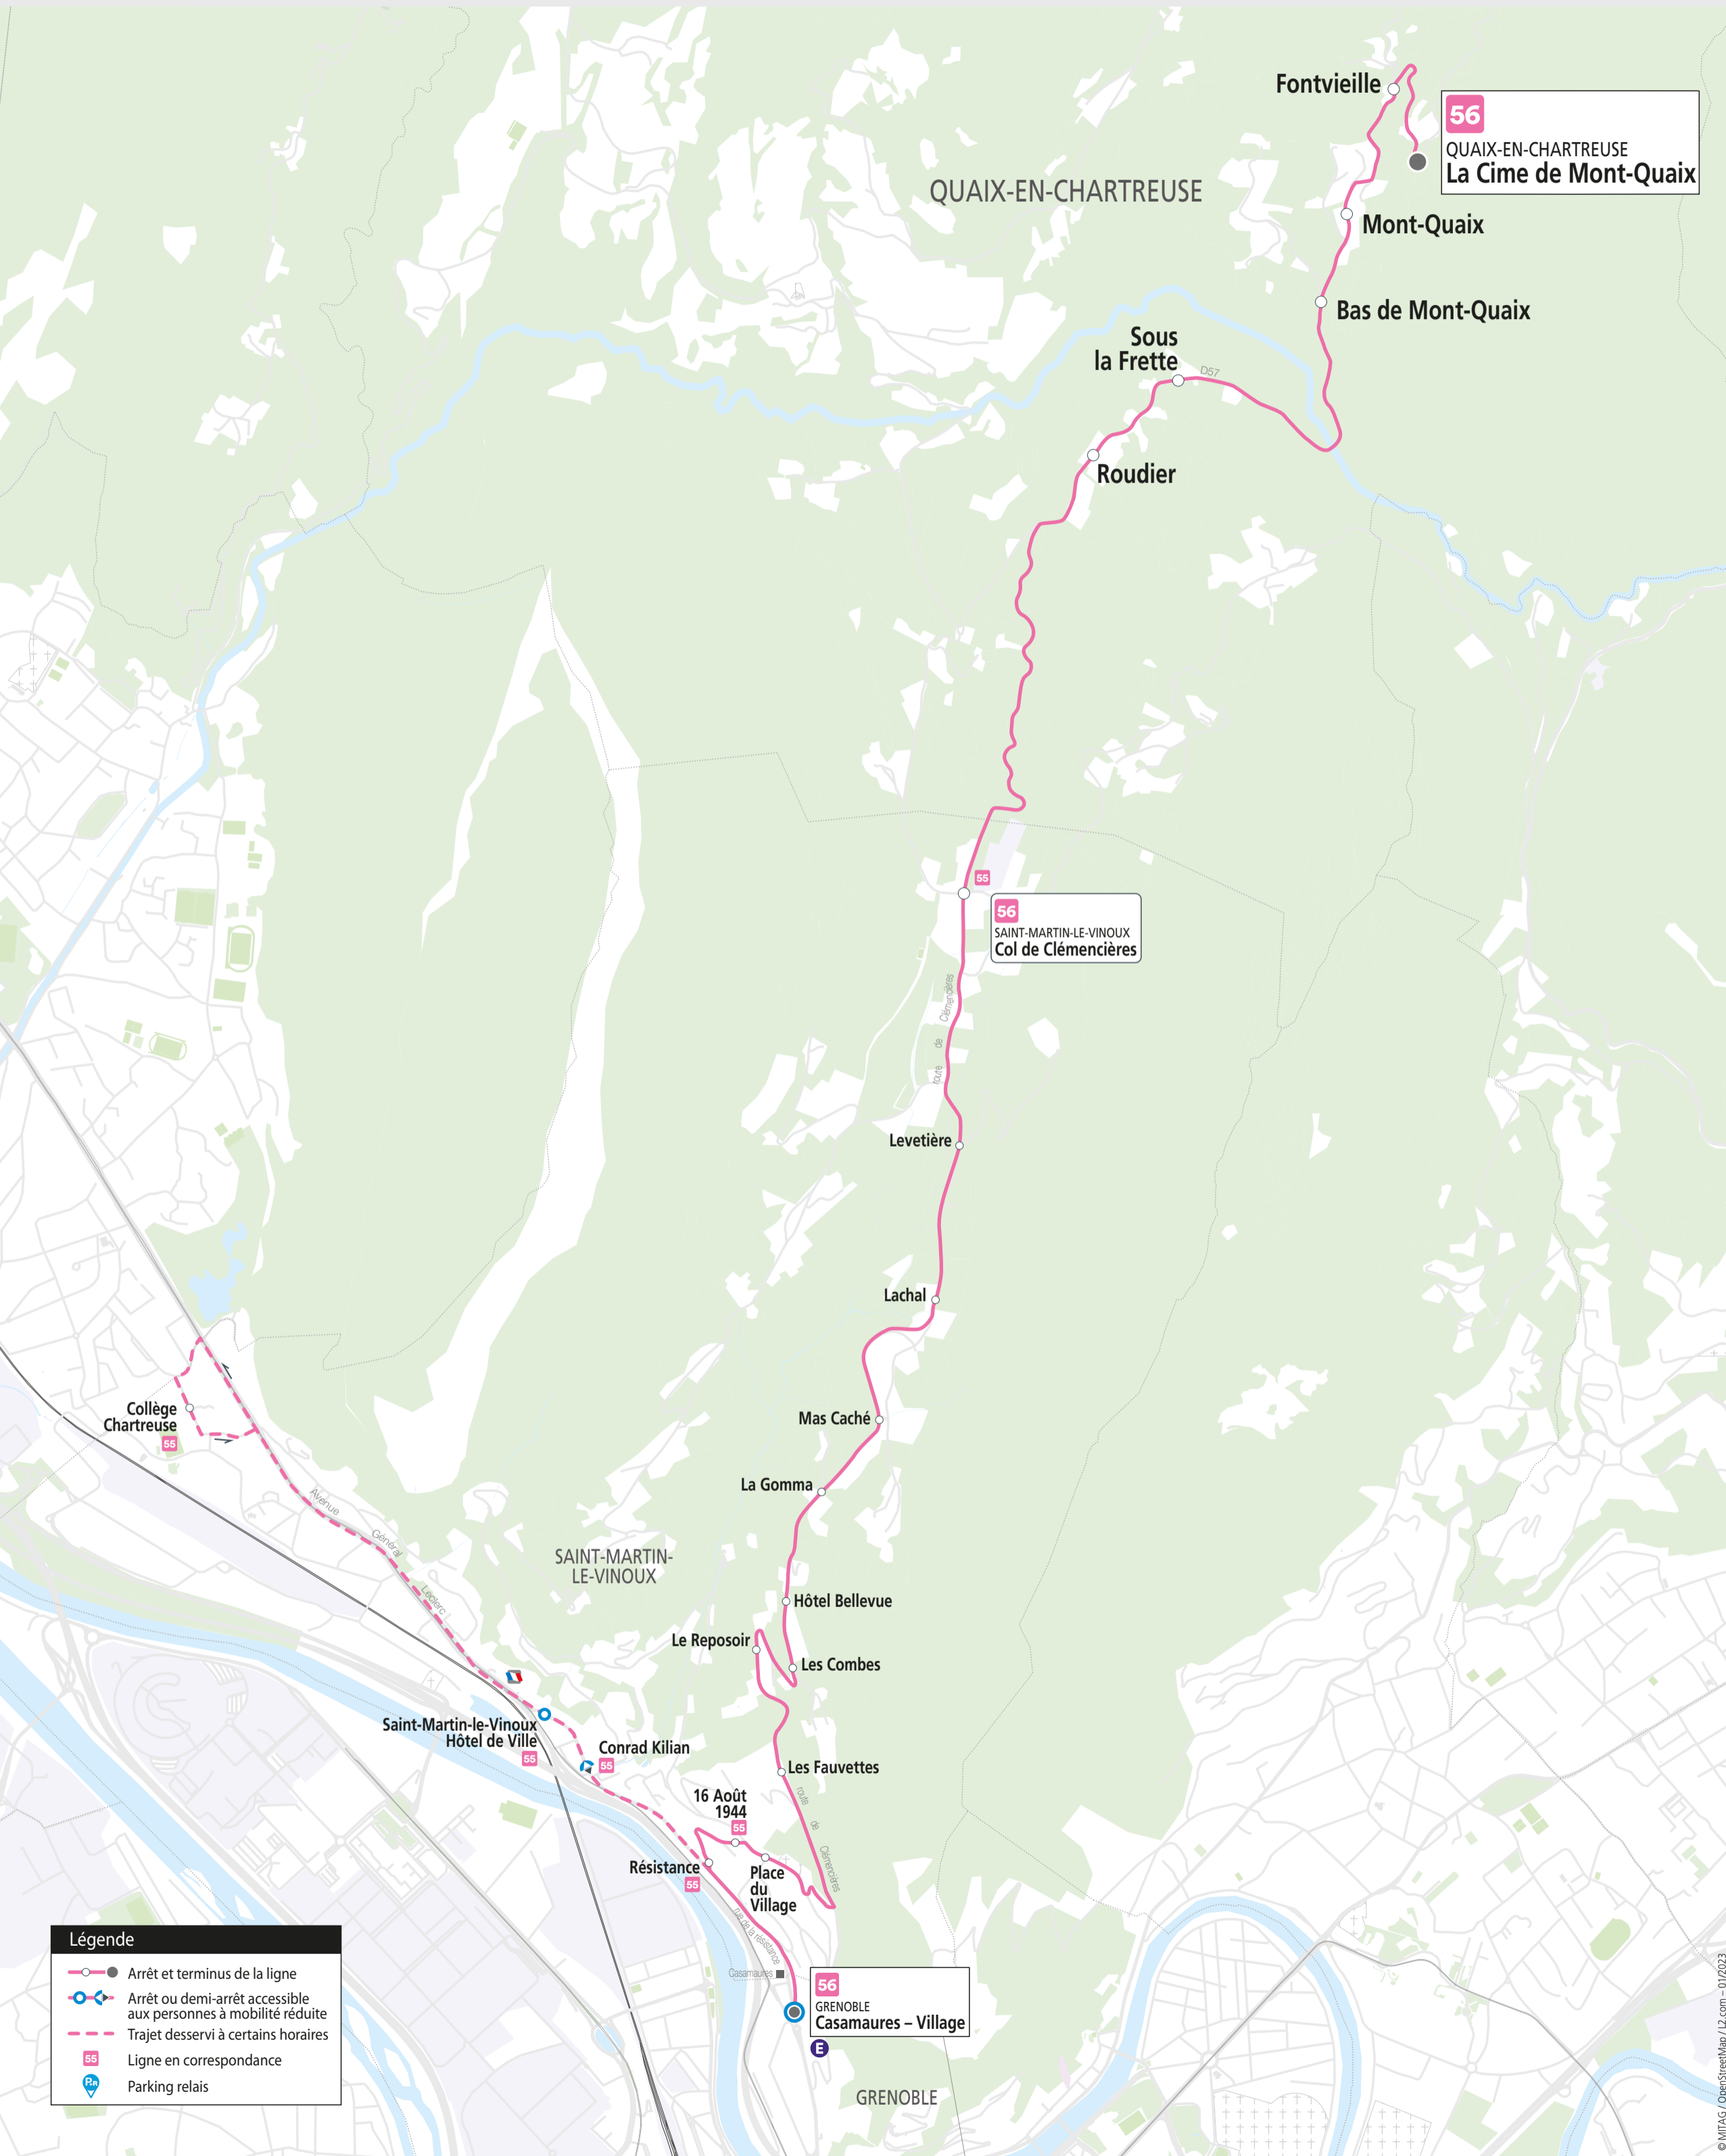 Fontvieille
56
QUAIX-EN-CHARTREUSE
La Cime de Mont-Quaix
QUAIX-EN-CHARTREUSE
Mont-Quaix
Bas de Mont-Quaix
Sous
la Frette
D57
Roudier
55
56
SAINT-MARTIN-LE-VINOUX
Col de Clémencières
route de Clémencières
Levetière
Lachal
Collège
Chartreuse
55
Mas Caché
La Gomma
Avenue Général Leclerc
SAINT-MARTIN-
LE-VINOUX
Hôtel Bellevue
Le Reposoir
Les Combes
Saint-Martin-le-Vinoux
Hôtel de Ville
55
Conrad Kilian
55
Les Fauvettes
route de Clémencières
16 Août
1944
55
Résistance
55
Place
du
Village
rue de la résistance
Casamaures
56
GRENOBLE
Casamaures – Village
E
GRENOBLE
Légende
Arrêt et terminus de la ligne
Arrêt ou demi-arrêt accessible
aux personnes à mobilité réduite
Trajet desservi à certains horaires
55 Ligne en correspondance
P+R Parking relais
© MITAG / OpenStreetMap / L2.com – 01/2023